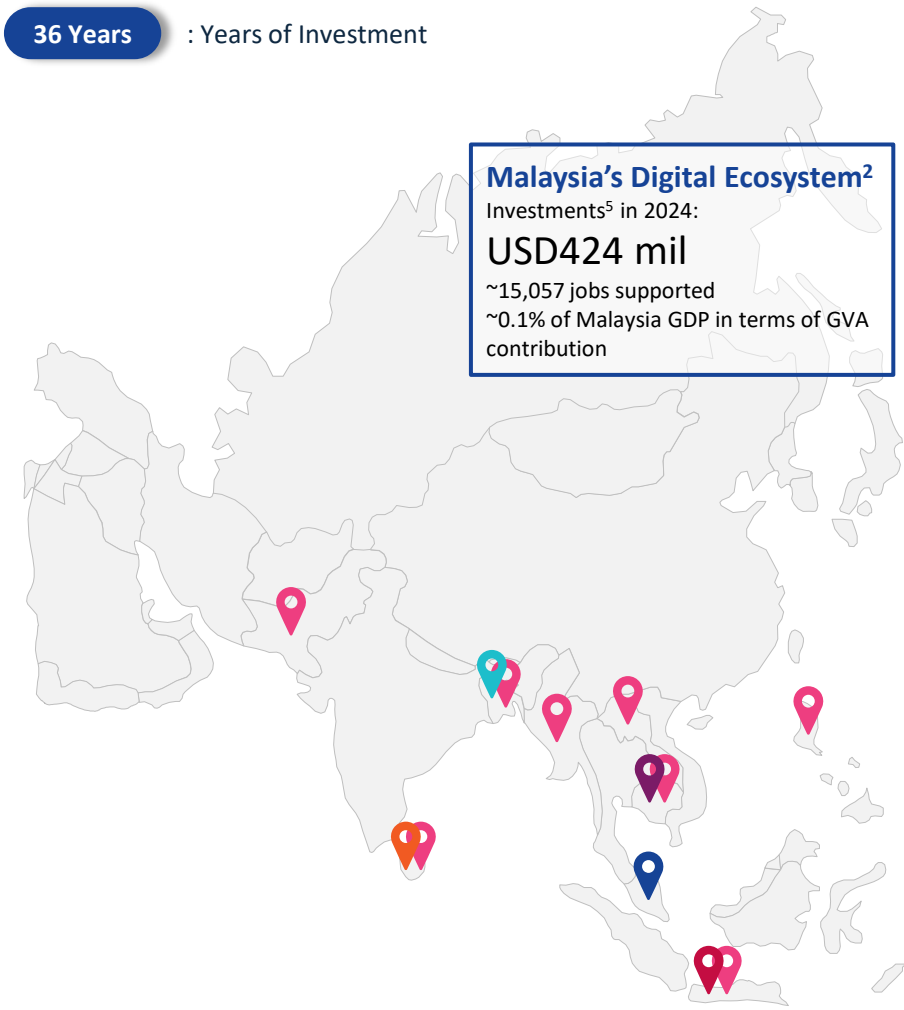 36 Years : Years of Investment
Malaysia's Digital Ecosystem²
Investments⁵ in 2024:
USD424 mil
~15,057 jobs supported
~0.1% of Malaysia GDP in terms of GVA
contribution